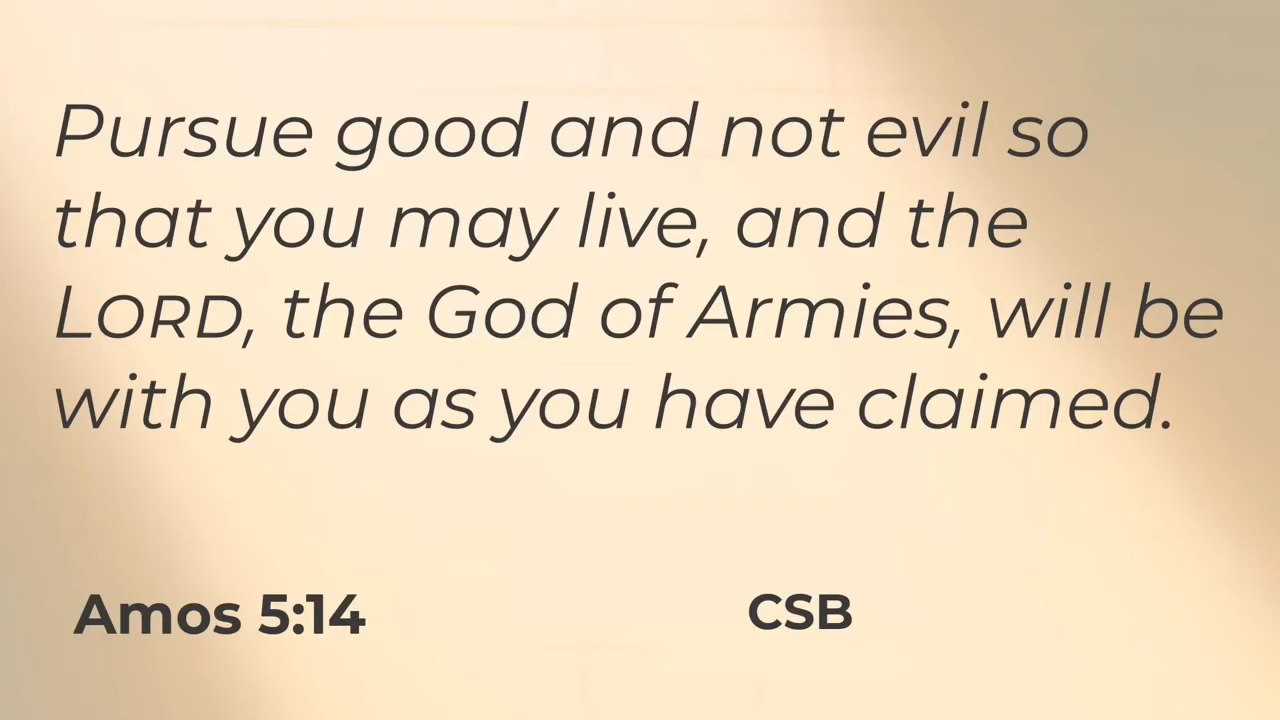 Pursue good and not evil so
that you may live, and the
LORD, the God of Armies, will be
with you as you have claimed.
Amos 5:14 CSB